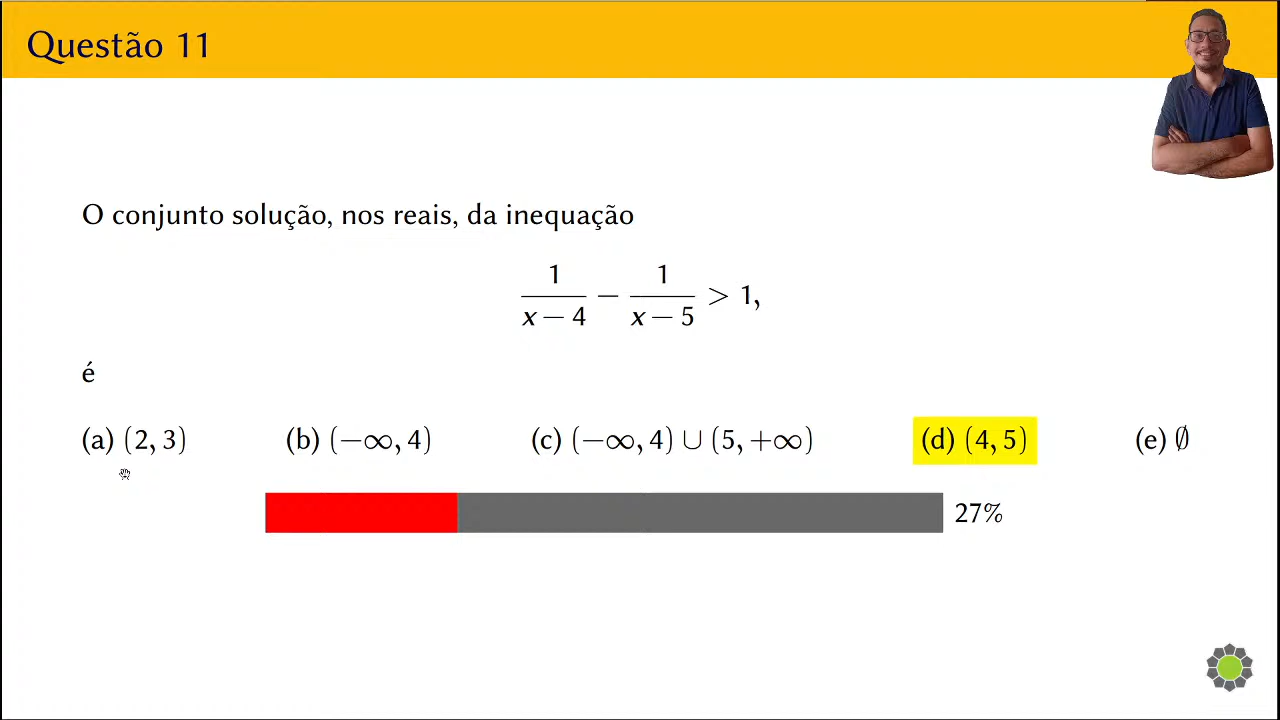 Questão 11
O conjunto solução, nos reais, da inequação
1/(x − 4) − 1/(x − 5) > 1,
é
(a) (2, 3) (b) (−∞, 4) (c) (−∞, 4) ∪ (5, +∞) (d) (4, 5) (e) ∅
27%